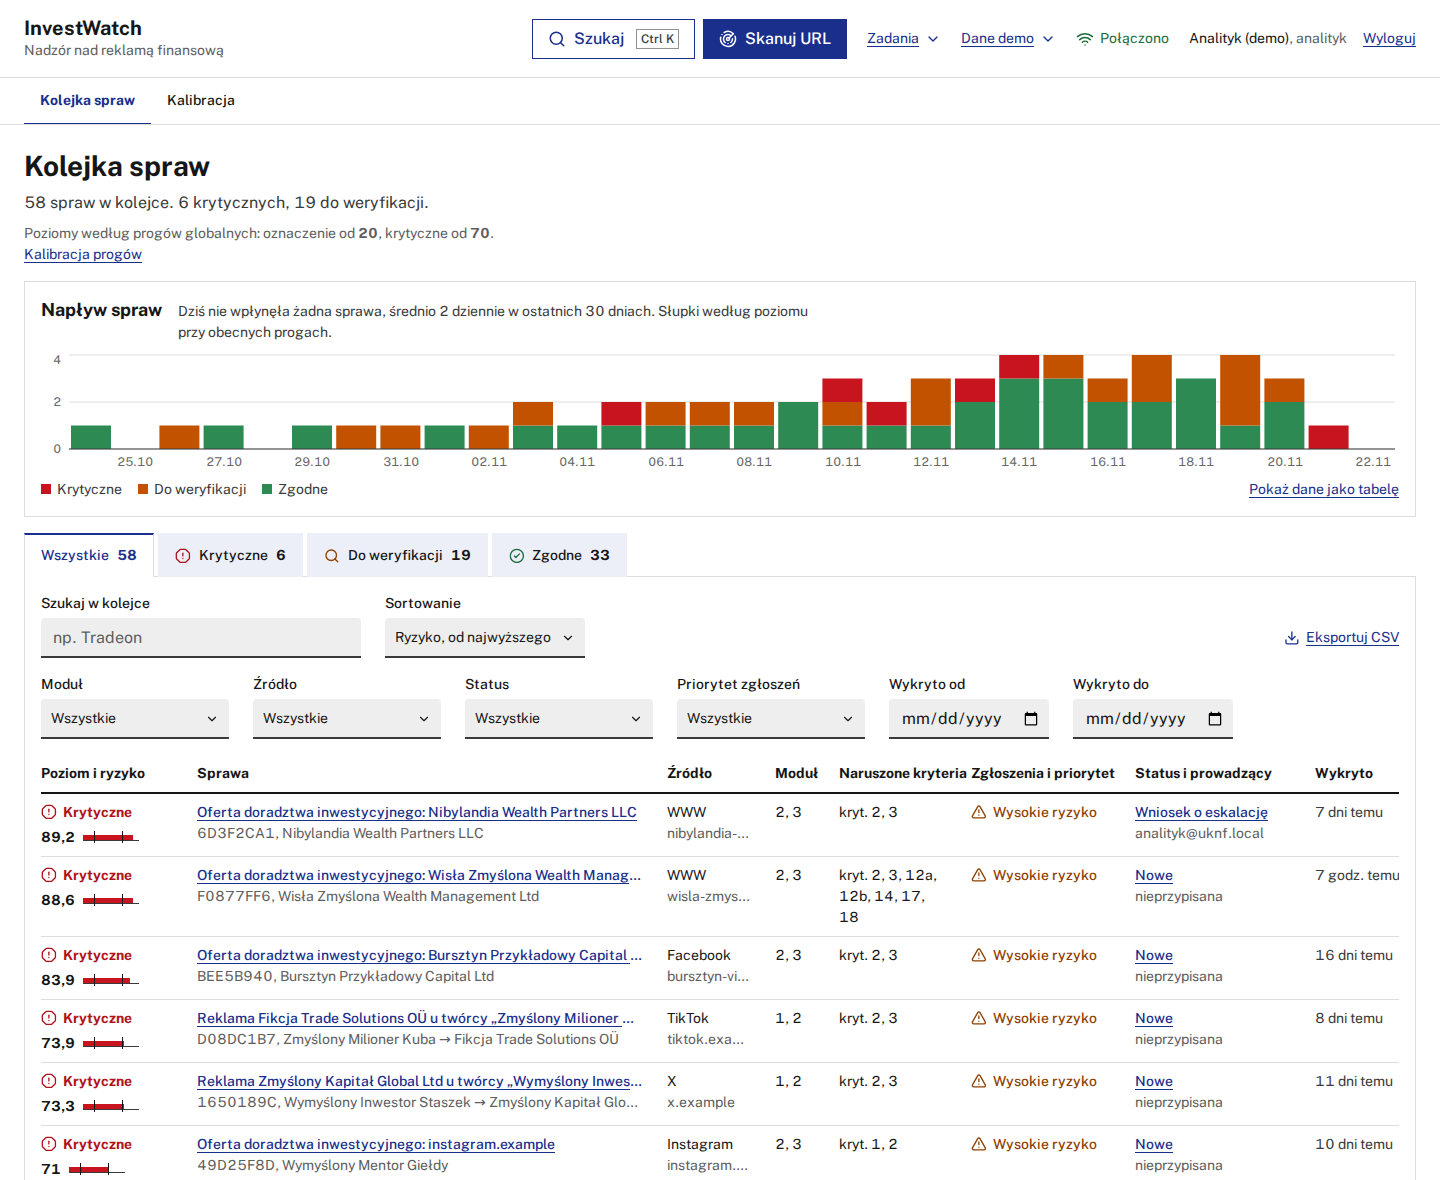 InvestWatch
Nadzór nad reklamą finansową
Szukaj Ctrl K
Skanuj URL
Zadania
Dane demo
Połączono
Analityk (demo), analityk
Wyloguj
Kolejka spraw
Kalibracja
Kolejka spraw
58 spraw w kolejce. 6 krytycznych, 19 do weryfikacji.
Poziomy według progów globalnych: oznaczenie od 20, krytyczne od 70.
Kalibracja progów
Napływ spraw
Dziś nie wpłynęła żadna sprawa, średnio 2 dziennie w ostatnich 30 dniach. Słupki według poziomu
przy obecnych progach.
4
2
0
25.10 27.10 29.10 31.10 02.11 04.11 06.11 08.11 10.11 12.11 14.11 16.11 18.11 20.11 22.11
Krytyczne Do weryfikacji Zgodne
Pokaż dane jako tabelę
Wszystkie 58
Krytyczne 6
Do weryfikacji 19
Zgodne 33
Szukaj w kolejce
np. Tradeon
Sortowanie
Ryzyko, od najwyższego
Eksportuj CSV
Moduł
Wszystkie
Źródło
Wszystkie
Status
Wszystkie
Priorytet zgłoszeń
Wszystkie
Wykryto od
mm/dd/yyyy
Wykryto do
mm/dd/yyyy
Poziom i ryzyko Sprawa Źródło Moduł Naruszone kryteria Zgłoszenia i priorytet Status i prowadzący Wykryto
Krytyczne Oferta doradztwa inwestycyjnego: Nibylandia Wealth Partners LLC WWW 2, 3 kryt. 2, 3 Wysokie ryzyko Wniosek o eskalację 7 dni temu
89,2 6D3F2CA1, Nibylandia Wealth Partners LLC nibylandia-... analityk@uknf.local
Krytyczne Oferta doradztwa inwestycyjnego: Wisła Zmyślona Wealth Manag... WWW 2, 3 kryt. 2, 3, 12a, Wysokie ryzyko Nowe 7 godz. temu
88,6 F0877FF6, Wisła Zmyślona Wealth Management Ltd wisla-zmys... 12b, 14, 17, nieprzypisana
18
Krytyczne Oferta doradztwa inwestycyjnego: Bursztyn Przykładowy Capital ... Facebook 2, 3 kryt. 2, 3 Wysokie ryzyko Nowe 16 dni temu
83,9 BEE5B940, Bursztyn Przykładowy Capital Ltd bursztyn-vi... nieprzypisana
Krytyczne Reklama Fikcja Trade Solutions OÜ u twórcy „Zmyślony Milioner ... TikTok 1, 2 kryt. 2, 3 Wysokie ryzyko Nowe 8 dni temu
73,9 D08DC1B7, Zmyślony Milioner Kuba → Fikcja Trade Solutions OÜ tiktok.exa... nieprzypisana
Krytyczne Reklama Zmyślony Kapitał Global Ltd u twórcy „Wymyślony Inwes... X 1, 2 kryt. 2, 3 Wysokie ryzyko Nowe 11 dni temu
73,3 1650189C, Wymyślony Inwestor Staszek → Zmyślony Kapitał Glo... x.example nieprzypisana
Krytyczne Oferta doradztwa inwestycyjnego: instagram.example Instagram 2, 3 kryt. 1, 2 Wysokie ryzyko Nowe 10 dni temu
71 49D25F8D, Wymyślony Mentor Giełdy instagram.... nieprzypisana